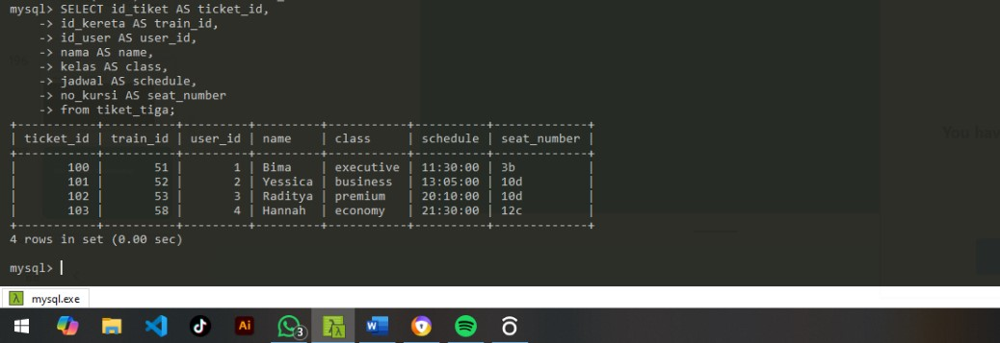 mysql> SELECT id_tiket AS ticket_id,
    -> id_kereta AS train_id,
    -> id_user AS user_id,
    -> nama AS name,
    -> kelas AS class,
    -> jadwal AS schedule,
    -> no_kursi AS seat_number
    -> from tiket_tiga;
+-----------+----------+---------+---------+-----------+----------+-------------+
| ticket_id | train_id | user_id | name    | class     | schedule | seat_number |
+-----------+----------+---------+---------+-----------+----------+-------------+
|       100 |       51 |       1 | Bima    | executive | 11:30:00 | 3b          |
|       101 |       52 |       2 | Yessica | business  | 13:05:00 | 10d         |
|       102 |       53 |       3 | Raditya | premium   | 20:10:00 | 10d         |
|       103 |       58 |       4 | Hannah  | economy   | 21:30:00 | 12c         |
+-----------+----------+---------+---------+-----------+----------+-------------+
4 rows in set (0.00 sec)
You hav
mysql>
λ mysql.exe
Ai 3 λ W